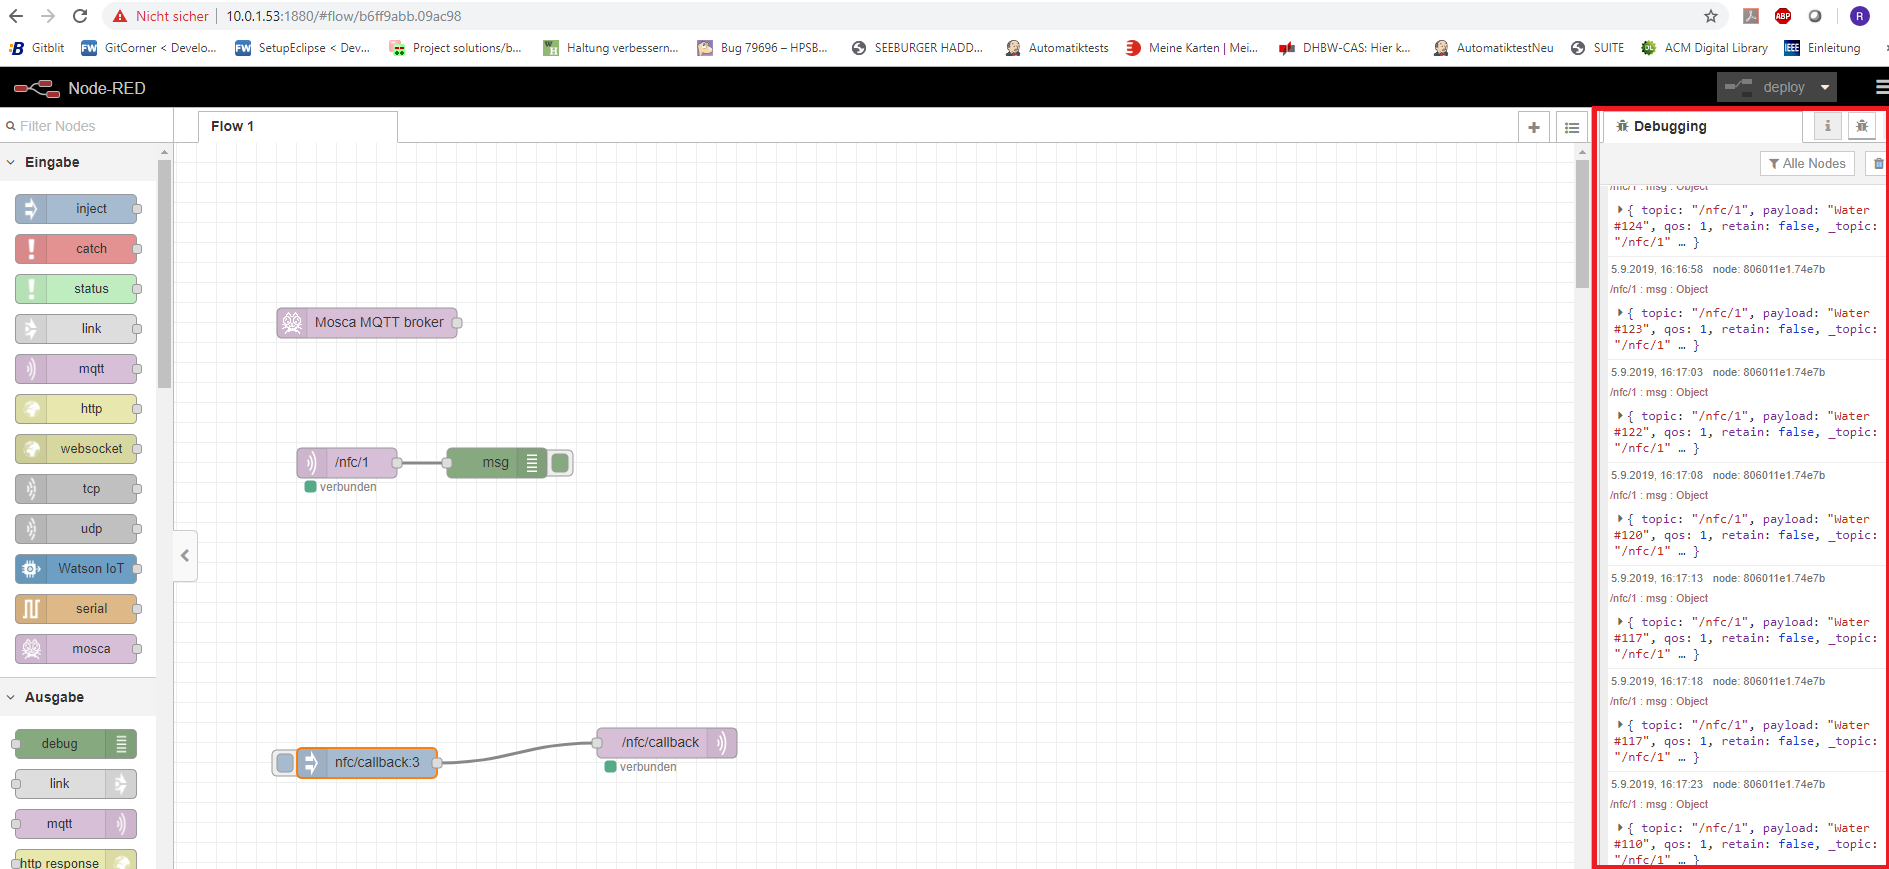 Nicht sicher
10.0.1.53:1880/#flow/b6ff9abb.09ac98
ABP
R
Gitblit
FW
GitCorner < Develo...
FW
SetupEclipse < Dev...
Project solutions/b...
Haltung verbessern...
Bug 79696 – HPSB...
SEEBURGER HADD...
Automatiktests
Meine Karten | Mei...
DHBW-CAS: Hier k...
AutomatiktestNeu
SUITE
ACM Digital Library
IEEE
Einleitung
Node-RED
deploy
Filter Nodes
Flow 1
Debugging
i
Alle Nodes
Eingabe
inject
catch
status
link
mqtt
http
websocket
tcp
udp
Watson IoT
serial
mosca
Ausgabe
debug
link
mqtt
http response
Mosca MQTT broker
/nfc/1
verbunden
msg
nfc/callback:3
/nfc/callback
verbunden
/nfc/1 : msg : Object
{ topic: "/nfc/1", payload: "Water
#124", qos: 1, retain: false, _topic:
"/nfc/1" … }
5.9.2019, 16:16:58 node: 806011e1.74e7b
/nfc/1 : msg : Object
{ topic: "/nfc/1", payload: "Water
#123", qos: 1, retain: false, _topic:
"/nfc/1" … }
5.9.2019, 16:17:03 node: 806011e1.74e7b
/nfc/1 : msg : Object
{ topic: "/nfc/1", payload: "Water
#122", qos: 1, retain: false, _topic:
"/nfc/1" … }
5.9.2019, 16:17:08 node: 806011e1.74e7b
/nfc/1 : msg : Object
{ topic: "/nfc/1", payload: "Water
#120", qos: 1, retain: false, _topic:
"/nfc/1" … }
5.9.2019, 16:17:13 node: 806011e1.74e7b
/nfc/1 : msg : Object
{ topic: "/nfc/1", payload: "Water
#117", qos: 1, retain: false, _topic:
"/nfc/1" … }
5.9.2019, 16:17:18 node: 806011e1.74e7b
/nfc/1 : msg : Object
{ topic: "/nfc/1", payload: "Water
#117", qos: 1, retain: false, _topic:
"/nfc/1" … }
5.9.2019, 16:17:23 node: 806011e1.74e7b
/nfc/1 : msg : Object
{ topic: "/nfc/1", payload: "Water
#110", qos: 1, retain: false, _topic:
"/nfc/1" … }